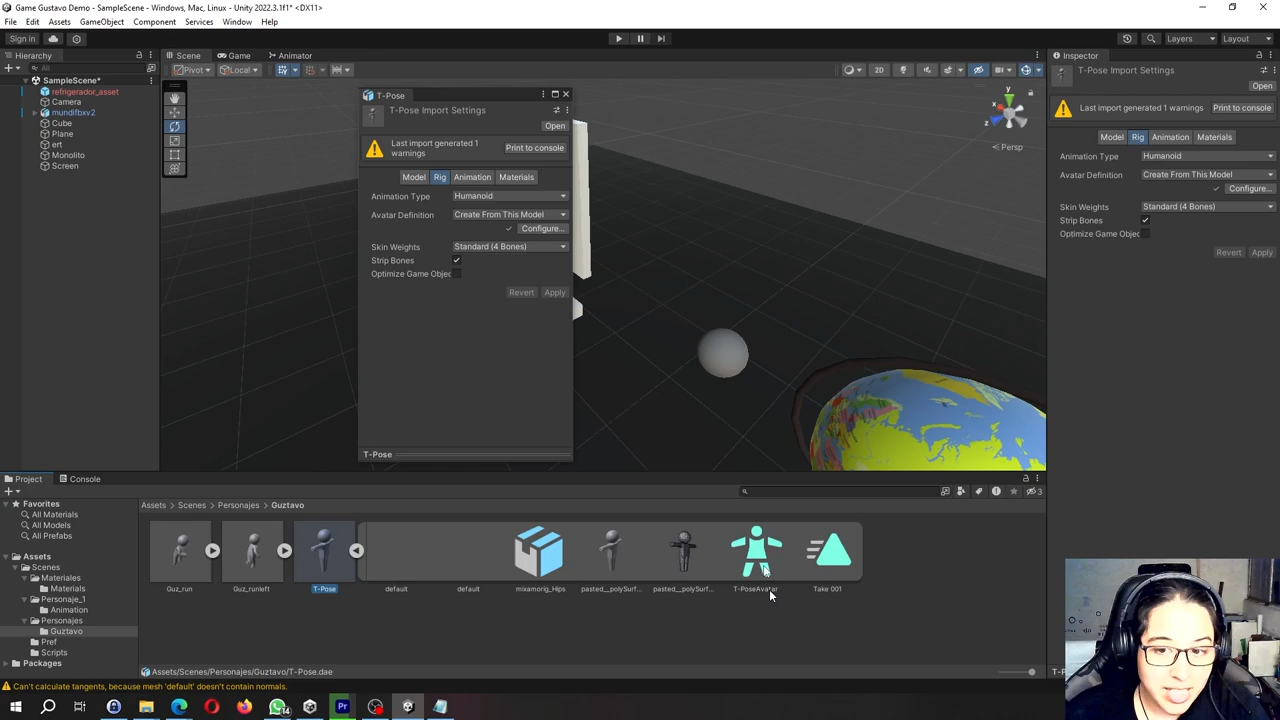 Game Gustavo Demo - SampleScene - Windows, Mac, Linux - Unity 2022.3.1f1* <DX11>
File Edit Assets GameObject Component Services Window Help
Sign in
Layers
Layout
Hierarchy
All
SampleScene*
refrigerador_asset
Camera
mundifbxv2
Cube
Plane
ert
Monolito
Screen
Scene Game Animator
Pivot Local
2D
y
x
z
Persp
T-Pose
T-Pose Import Settings
Open
Last import generated 1
warnings
Print to console
Model Rig Animation Materials
Animation Type Humanoid
Avatar Definition Create From This Model
Configure...
Skin Weights Standard (4 Bones)
Strip Bones
Optimize Game Objec
Revert Apply
T-Pose
Inspector
T-Pose Import Settings
Open
Last import generated 1 warnings
Print to console
Model Rig Animation Materials
Animation Type Humanoid
Avatar Definition Create From This Model
Configure...
Skin Weights Standard (4 Bones)
Strip Bones
Optimize Game Objec
Revert Apply
Project Console
3
Favorites
All Materials
All Models
All Prefabs
Assets
Scenes
Materiales
Materials
Personaje_1
Animation
Personajes
Guztavo
Pref
Scripts
Packages
Assets Scenes Personajes Guztavo
Guz_run
Guz_runleft
T-Pose
default
default
mixamorig_Hips
pasted__polySurf...
pasted__polySurf...
T-PoseAvatar
Take 001
Assets/Scenes/Personajes/Guztavo/T-Pose.dae
T-P
Can't calculate tangents, because mesh 'default' doesn't contain normals.
14
Pr